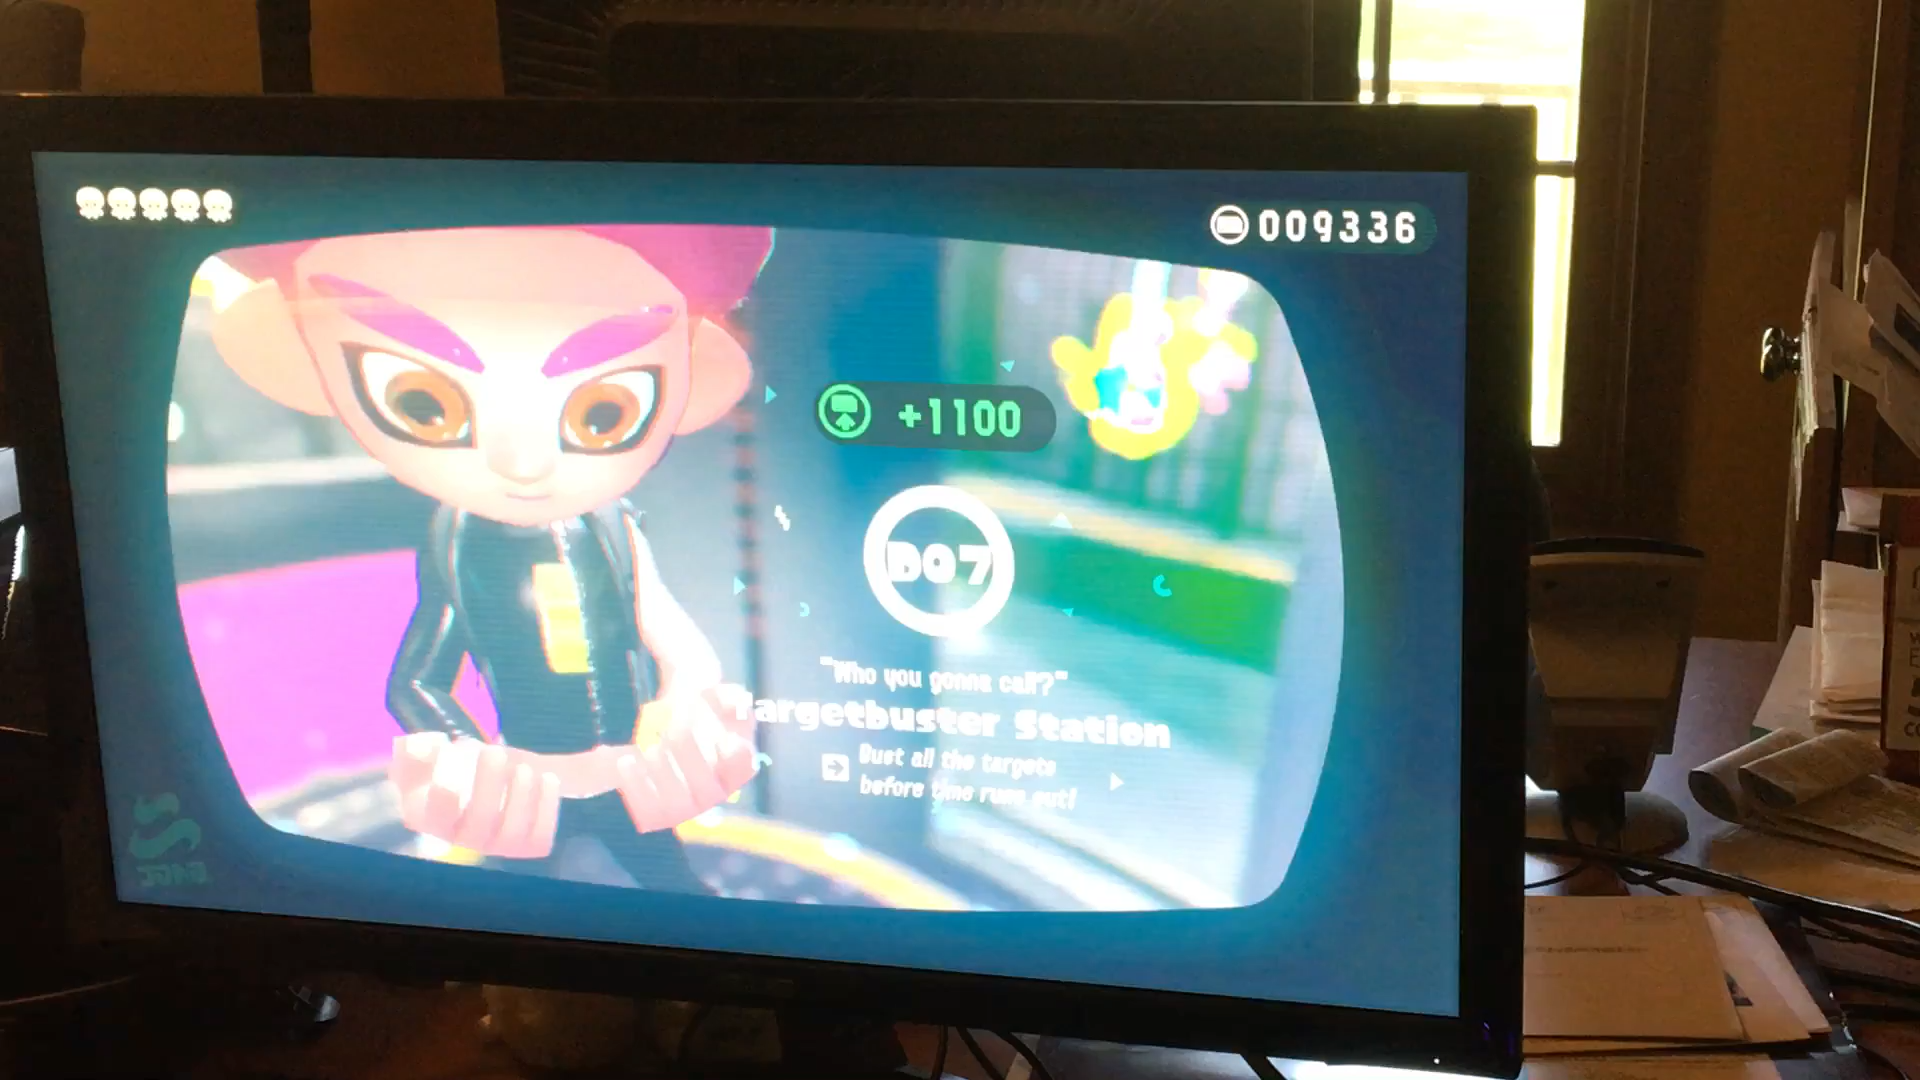 009336
+1100
D07
"Who you gonna call?"
Targetbuster Station
Bust all the targets
before time runs out!